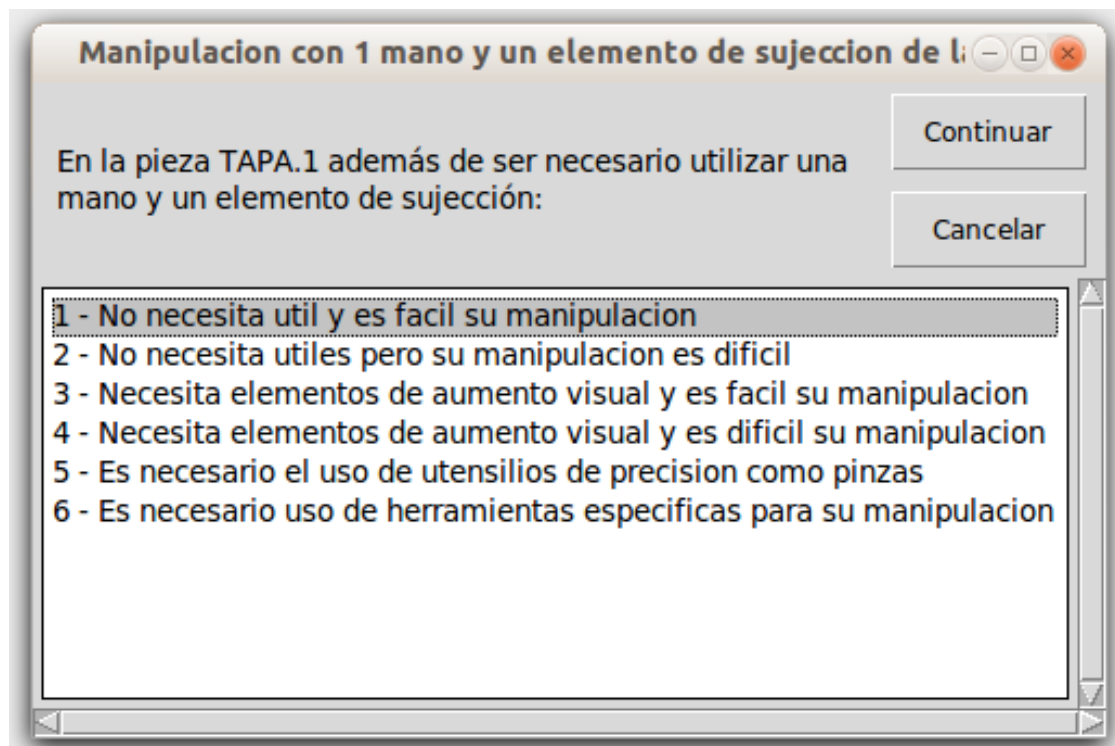 Manipulacion con 1 mano y un elemento de sujeccion de
En la pieza TAPA.1 además de ser necesario utilizar una
mano y un elemento de sujección:
Continuar
Cancelar
1 - No necesita util y es facil su manipulacion
2 - No necesita utiles pero su manipulacion es dificil
3 - Necesita elementos de aumento visual y es facil su manipulacion
4 - Necesita elementos de aumento visual y es dificil su manipulacion
5 - Es necesario el uso de utensilios de precision como pinzas
6 - Es necesario uso de herramientas especificas para su manipulacion